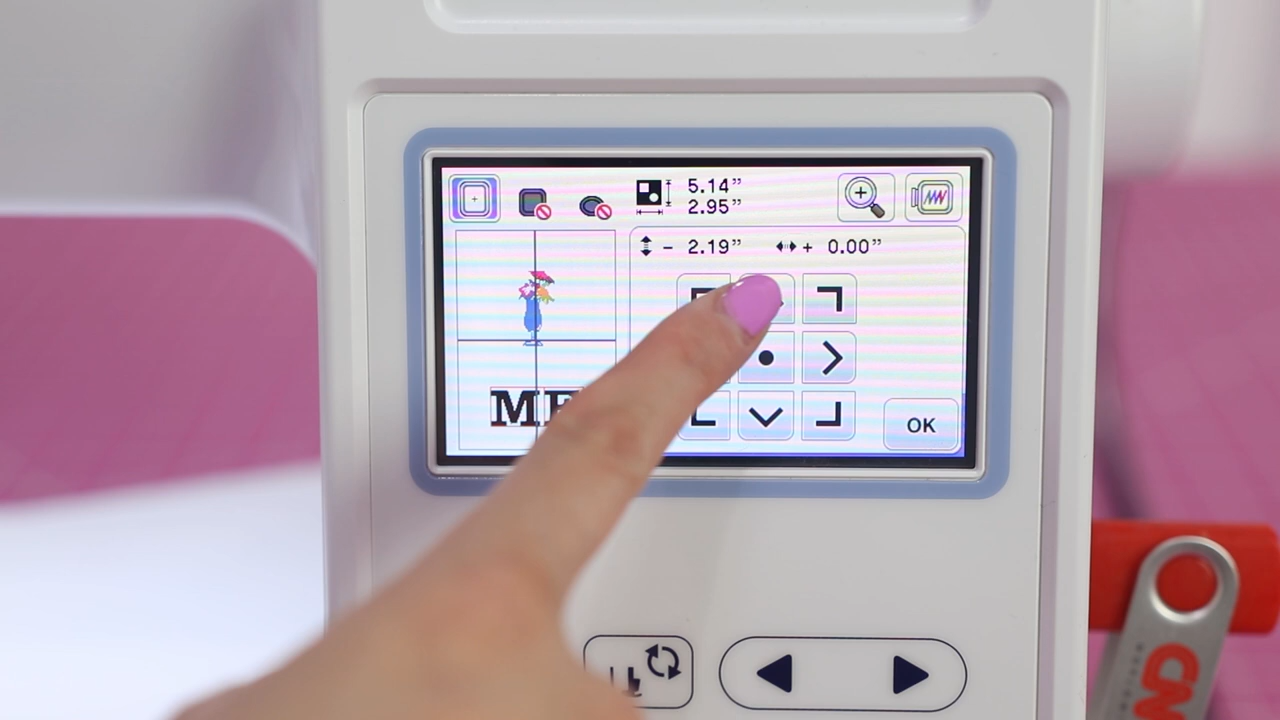 5.14”
2.95”
- 2.19” + 0.00”
OK